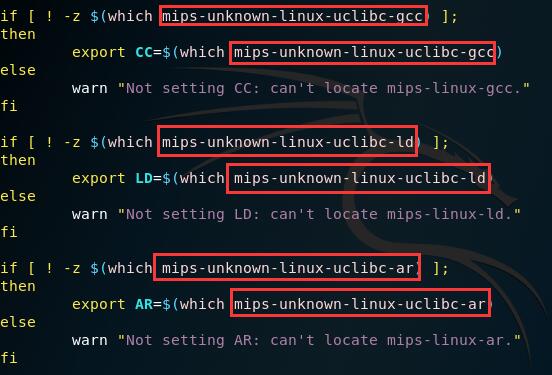 if [ ! -z $(which mips-unknown-linux-uclibc-gcc) ];
then
        export CC=$(which mips-unknown-linux-uclibc-gcc)
else
        warn "Not setting CC: can't locate mips-linux-gcc."
fi

if [ ! -z $(which mips-unknown-linux-uclibc-ld) ];
then
        export LD=$(which mips-unknown-linux-uclibc-ld)
else
        warn "Not setting LD: can't locate mips-linux-ld."
fi

if [ ! -z $(which mips-unknown-linux-uclibc-ar) ];
then
        export AR=$(which mips-unknown-linux-uclibc-ar)
else
        warn "Not setting AR: can't locate mips-linux-ar."
fi